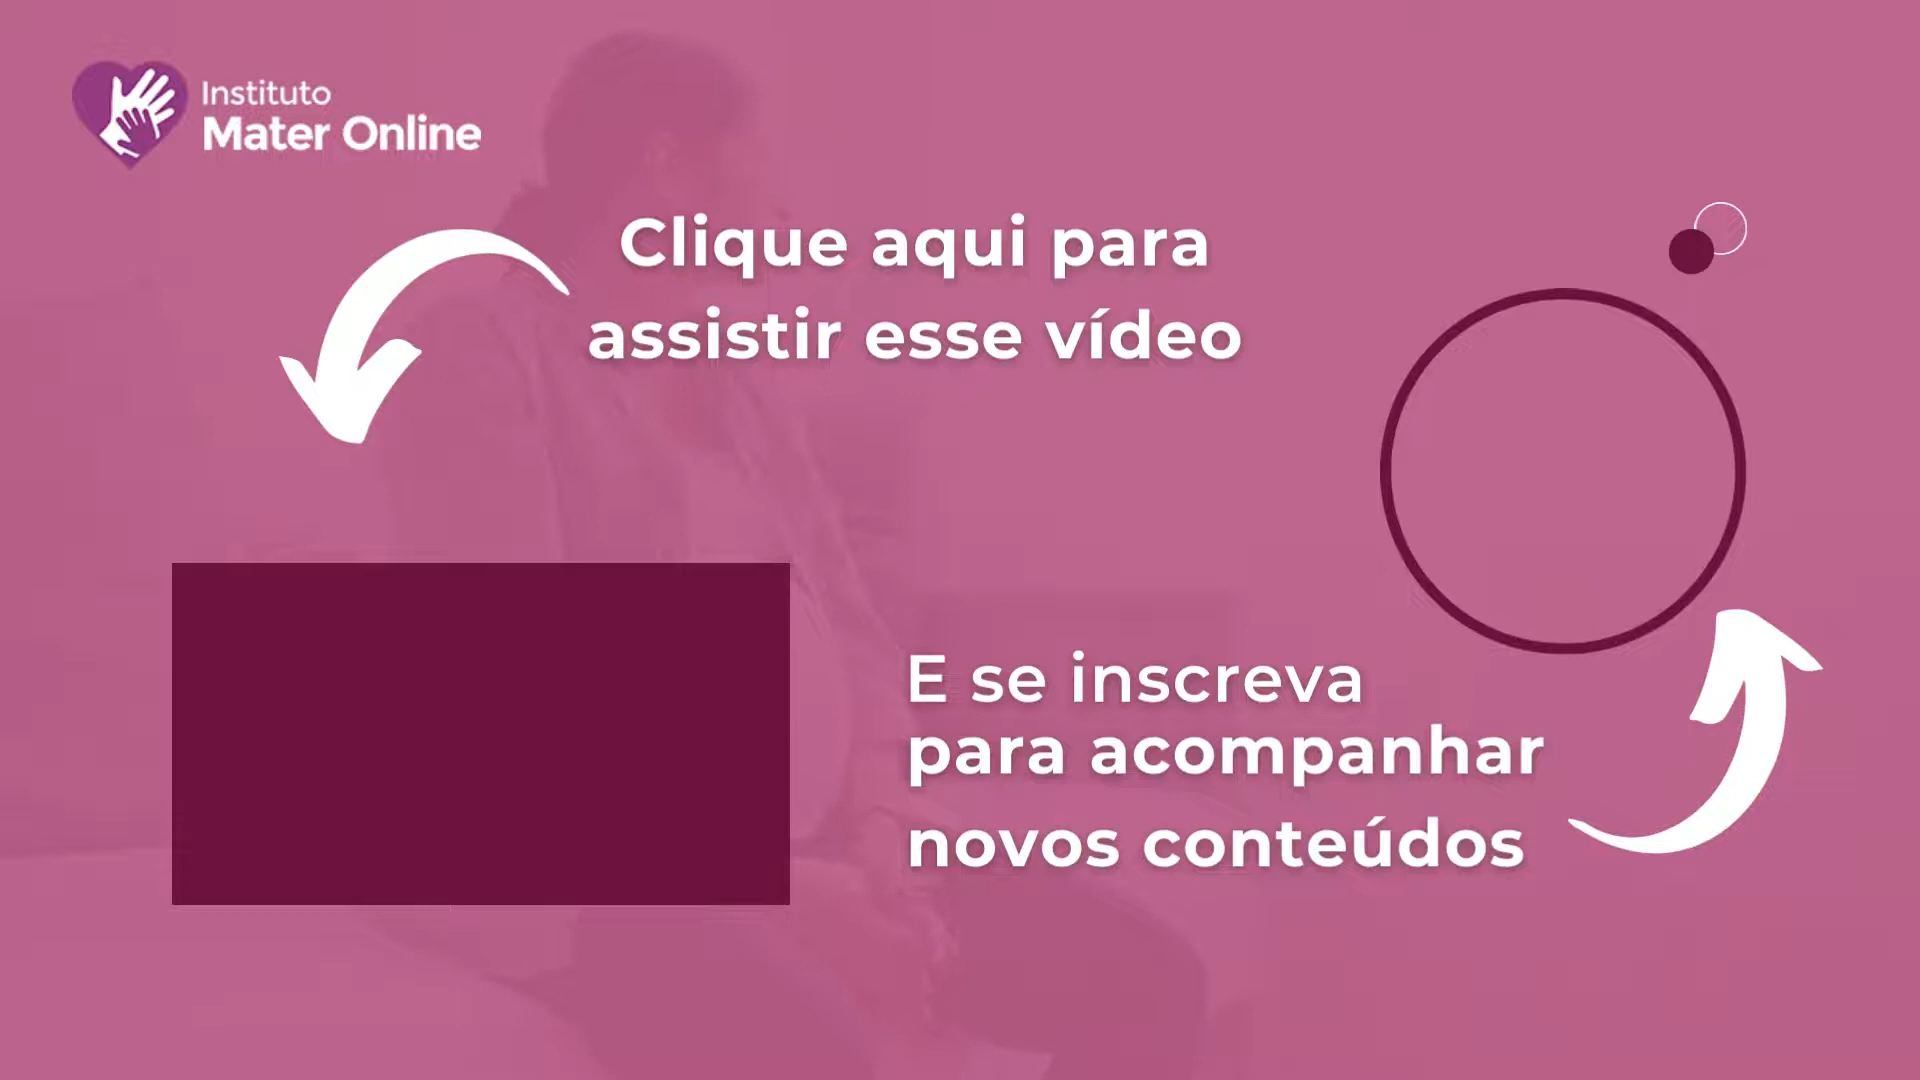 Instituto
Mater Online
Clique aqui para
assistir esse vídeo
E se inscreva
para acompanhar
novos conteúdos